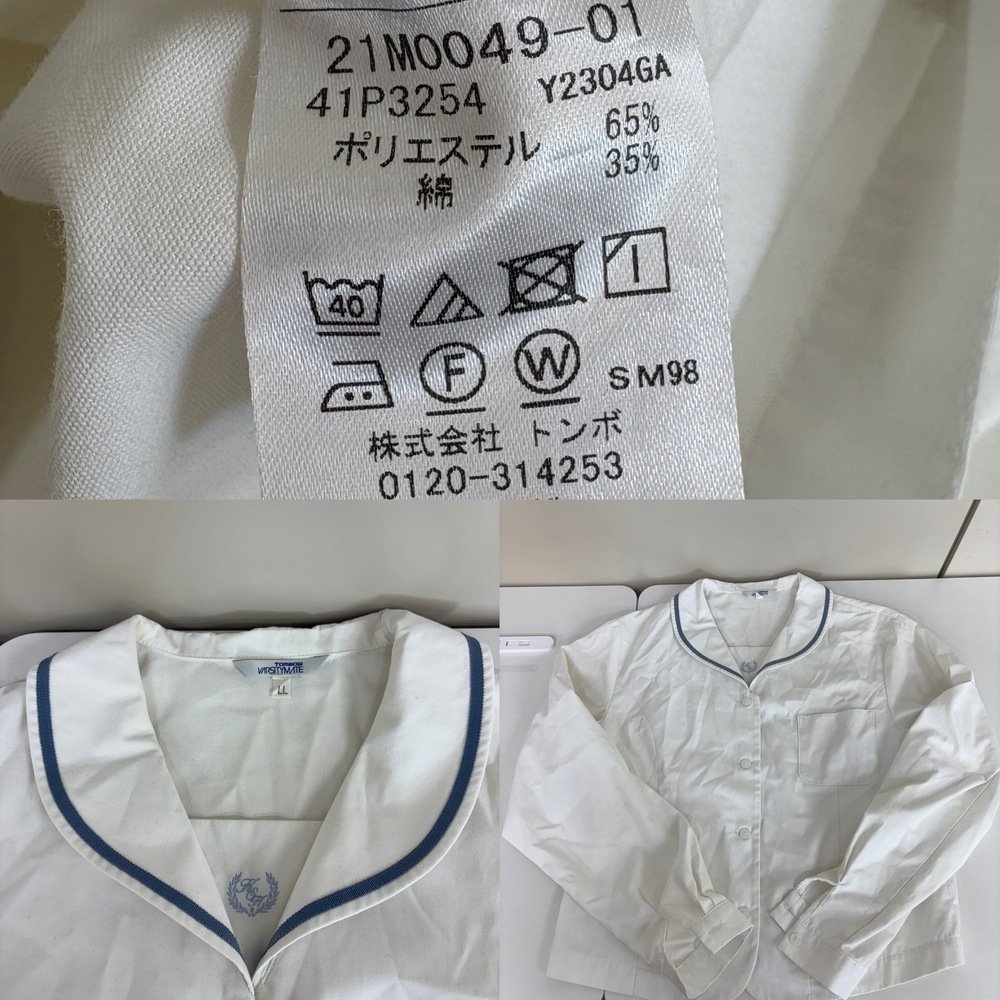 21M0049-01
41P3254 Y2304GA
ポリエステル 65%
綿 35%
40
F W SM98
株式会社 トンボ
0120-314253
TOMBOW
VARSITYMATE
LL